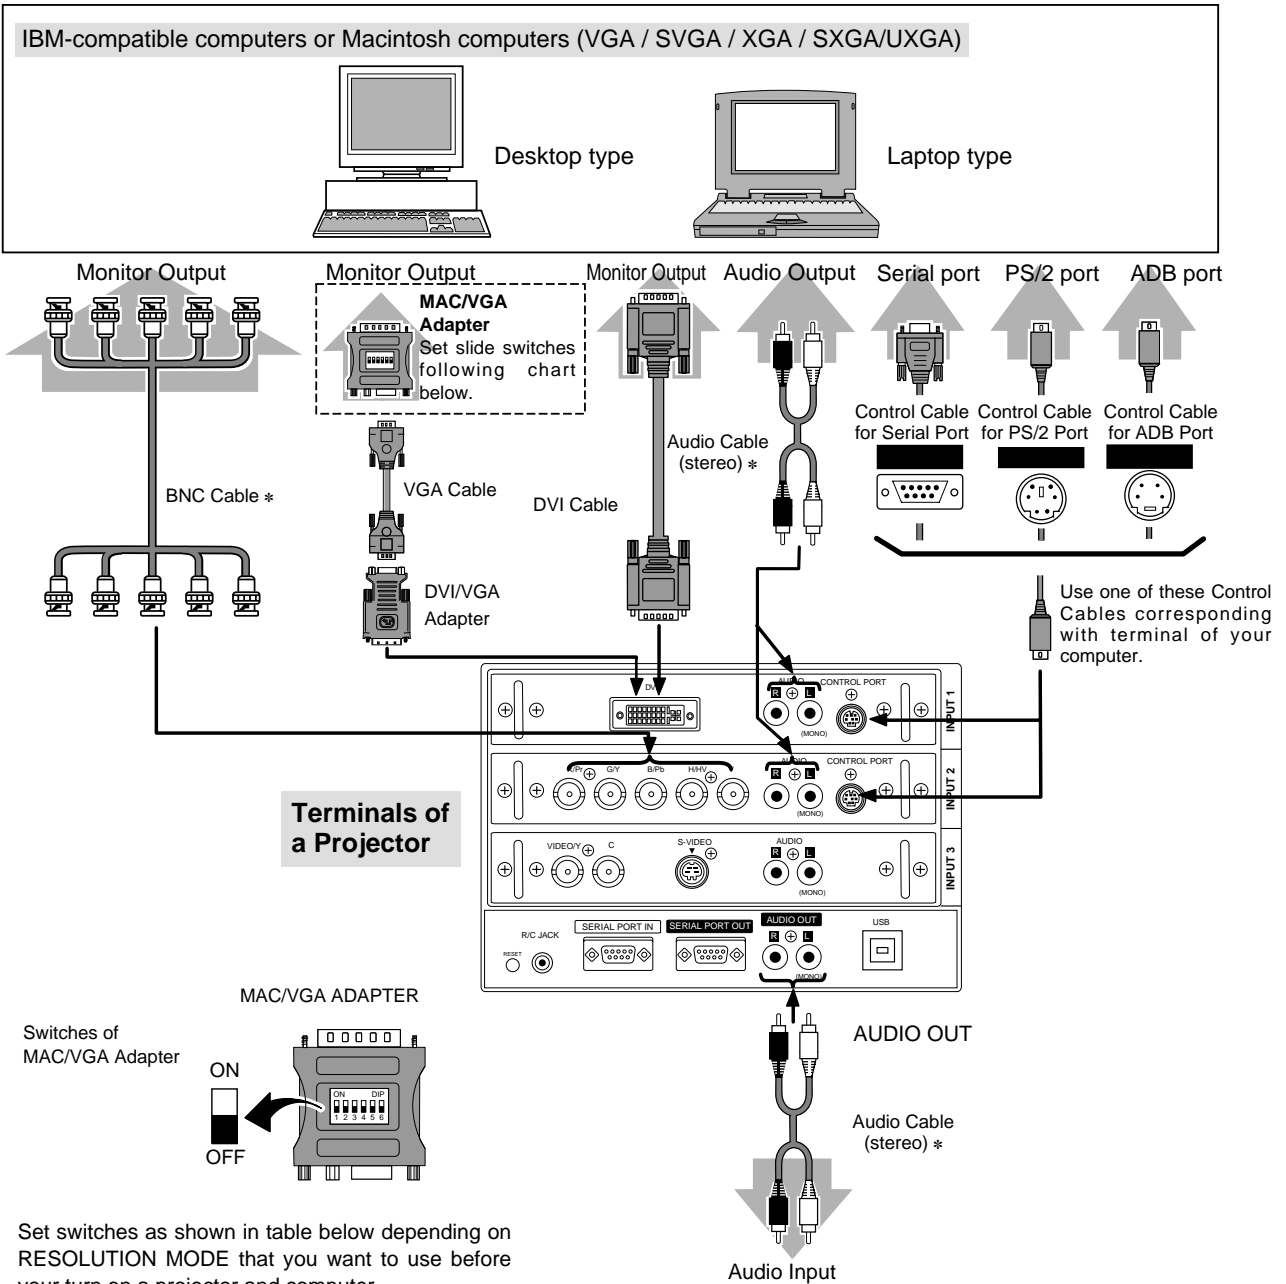 IBM-compatible computers or Macintosh computers (VGA / SVGA / XGA / SXGA/UXGA)
Desktop type
Laptop type
Monitor Output
Monitor Output
Monitor Output
Audio Output
Serial port
PS/2 port
ADB port
MAC/VGA
Adapter
Set slide switches
following chart
below.
Control Cable
for Serial Port
Control Cable
for PS/2 Port
Control Cable
for ADB Port
Audio Cable
(stereo) *
BNC Cable *
VGA Cable
DVI Cable
DVI/VGA
Adapter
Use one of these Control
Cables corresponding
with terminal of your
computer.
AUDIO
R
L
(MONO)
CONTROL PORT
INPUT 1
G/Y
B/Pb
H/HV
AUDIO
R
L
(MONO)
CONTROL PORT
INPUT 2
Terminals of
a Projector
VIDEO/Y
C
S-VIDEO
AUDIO
R
L
(MONO)
INPUT 3
RESET
R/C JACK
SERIAL PORT IN
SERIAL PORT OUT
AUDIO OUT
R
L
(MONO)
USB
MAC/VGA ADAPTER
Switches of
MAC/VGA Adapter
ON
OFF
ON DIP
1 2 3 4 5 6
AUDIO OUT
Audio Cable
(stereo) *
Audio Input
Set switches as shown in table below depending on
RESOLUTION MODE that you want to use before
your turn on a projector and computer